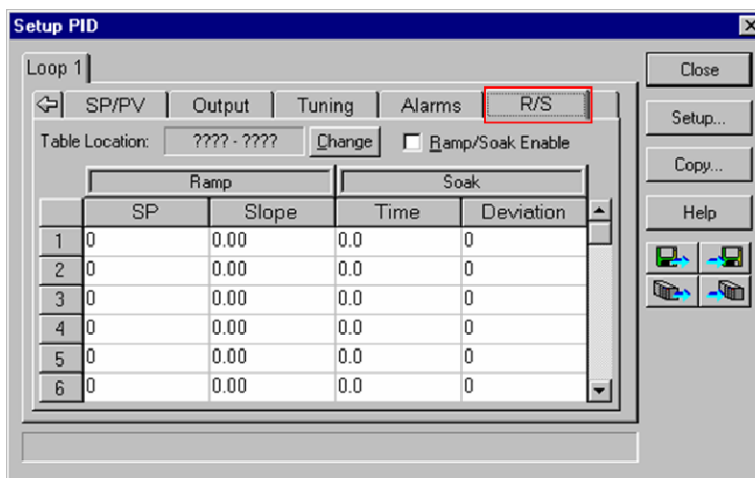 Setup PID
Loop 1
SP/PV Output Tuning Alarms R/S
Table Location: ???? - ???? Change Ramp/Soak Enable
Ramp Soak
SP Slope Time Deviation
1 0 0.00 0.0 0
2 0 0.00 0.0 0
3 0 0.00 0.0 0
4 0 0.00 0.0 0
5 0 0.00 0.0 0
6 0 0.00 0.0 0
Close
Setup...
Copy...
Help